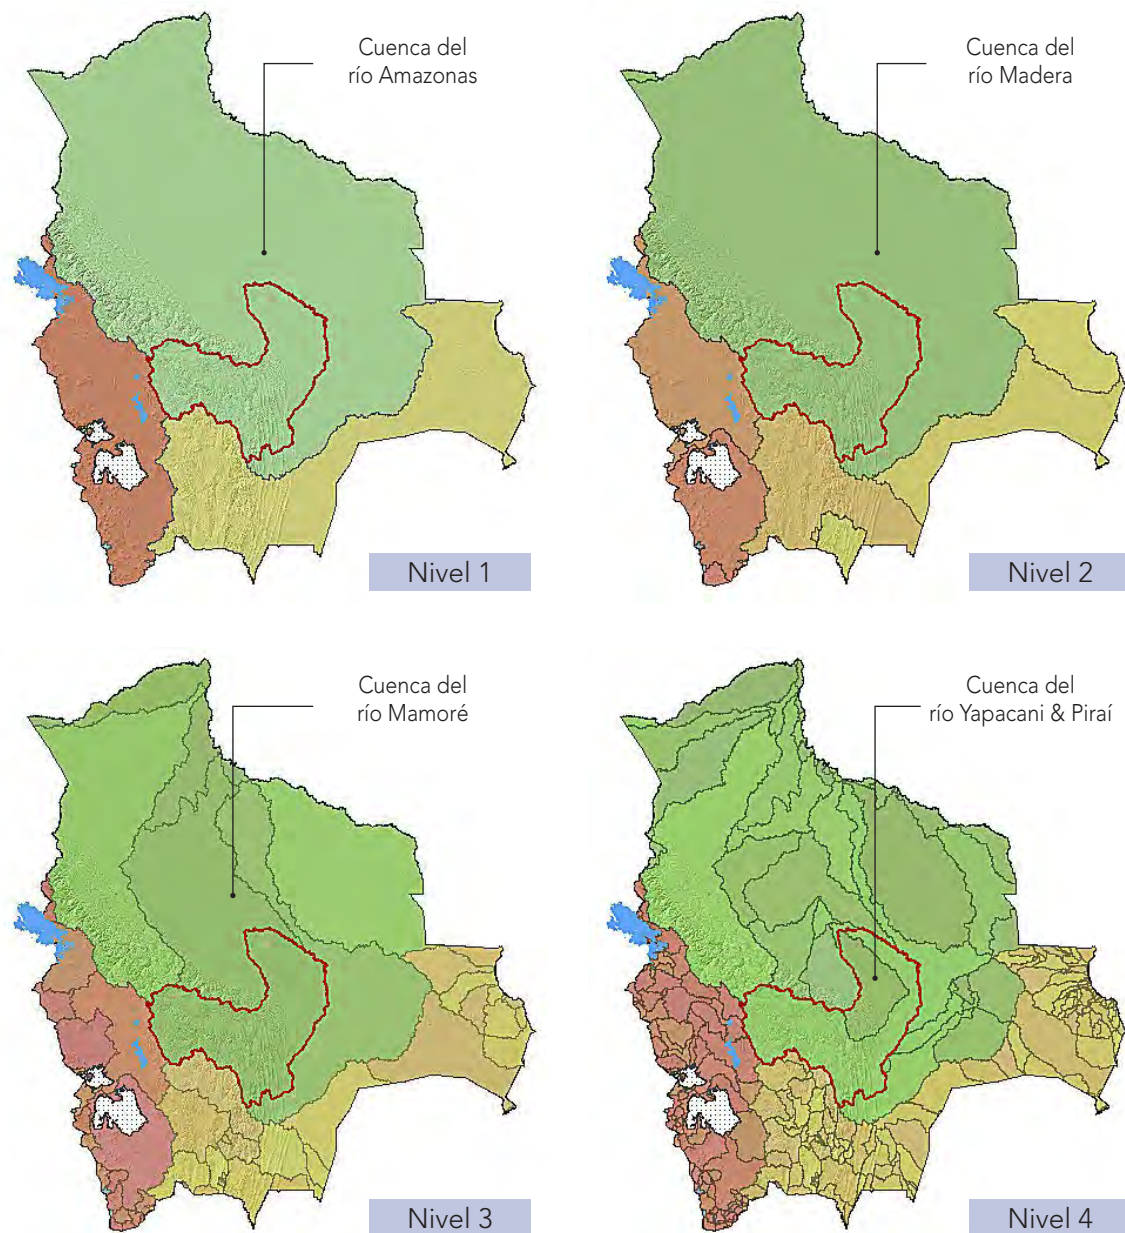 Cuenca del
río Amazonas
Nivel 1
Cuenca del
río Madera
Nivel 2
Cuenca del
río Mamoré
Nivel 3
Cuenca del
río Yapacani & Piraí
Nivel 4